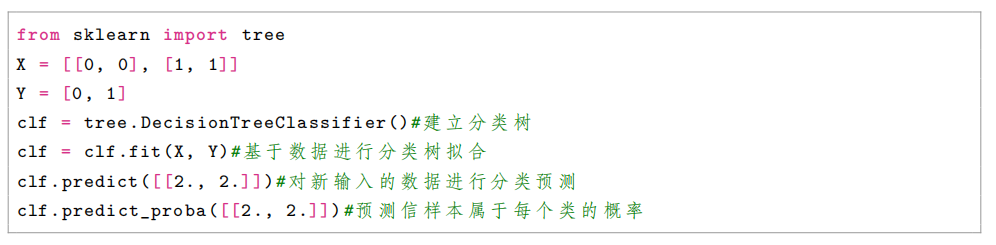 from sklearn import tree
X = [[0, 0], [1, 1]]
Y = [0, 1]
clf = tree.DecisionTreeClassifier()#建立分类树
clf = clf.fit(X, Y)#基于数据进行分类树拟合
clf.predict([[2., 2.]])#对新输入的数据进行分类预测
clf.predict_proba([[2., 2.]])#预测信样本属于每个类的概率